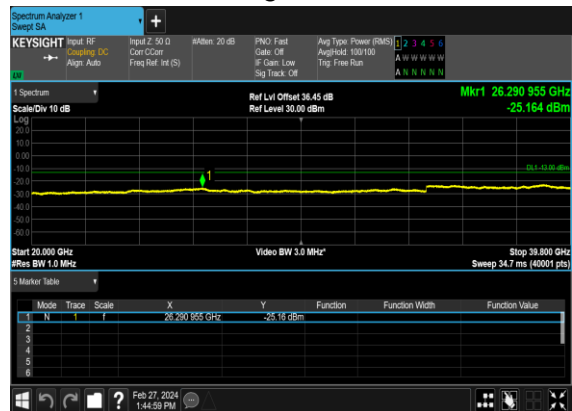 Spectrum Analyzer 1
Swept SA
KEYSIGHT Input: RF Input Z: 50 Ω #Atten: 20 dB PNO: Fast Avg Type: Power (RMS) 1 2 3 4 5 6
Coupling: DC Corr CCorr Gate: Off Avg|Hold: 100/100 A W W W W W
Align: Auto Freq Ref: Int (S) IF Gain: Low Trig: Free Run
Sig Track: Off A N N N N N
1 Spectrum Ref Lvl Offset 36.45 dB Mkr1 26.290 955 GHz
Scale/Div 10 dB Ref Level 30.00 dBm -25.164 dBm
Log
20.0
10.0
0.00
-10.0 DL1 -13.00 dBm
1
-20.0
-30.0
-40.0
-50.0
-60.0
Start 20.000 GHz Video BW 3.0 MHz* Stop 39.800 GHz
#Res BW 1.0 MHz Sweep 34.7 ms (40001 pts)
5 Marker Table
Mode Trace Scale X Y Function Function Width Function Value
1 N 1 f 26.290 955 GHz -25.16 dBm
2
3
4
5
6
? Feb 27, 2024
1:44:59 PM